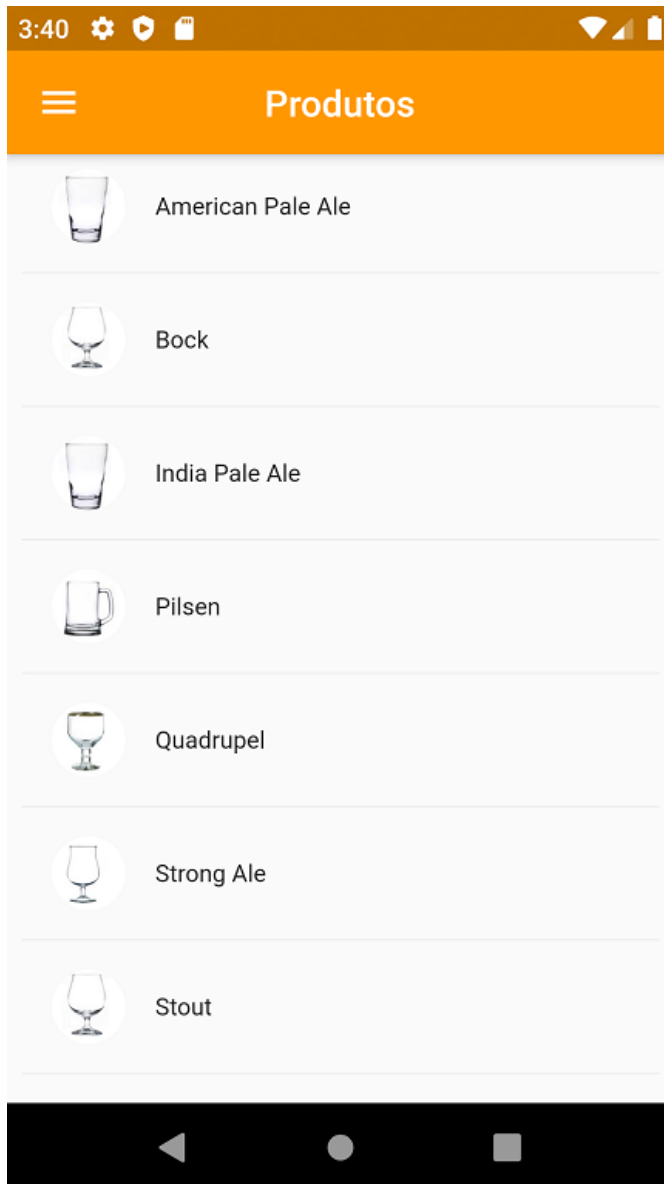 3:40
Produtos
American Pale Ale
Bock
India Pale Ale
Pilsen
Quadrupel
Strong Ale
Stout